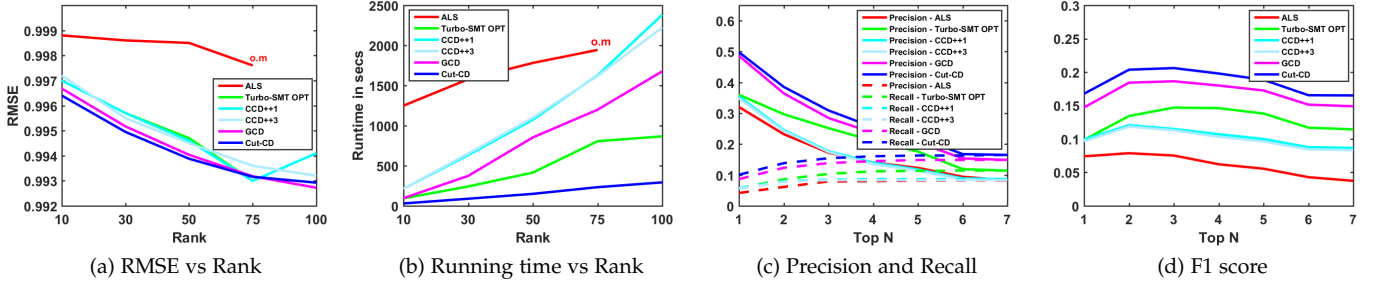 0.999
0.998
0.997
0.996
0.995
0.994
0.993
0.992
RMSE
o.m
ALS
Turbo-SMT OPT
CCD++1
CCD++3
GCD
Cut-CD
10 30 50 75 100
Rank
(a) RMSE vs Rank
2500
2000
1500
1000
500
0
Runtime in secs
ALS
Turbo-SMT OPT
CCD++1
CCD++3
GCD
Cut-CD
o.m
10 30 50 75 100
Rank
(b) Running time vs Rank
0.6
0.5
0.4
0.3
0.2
0.1
0
Precision - ALS
Precision - Turbo-SMT OPT
Precision - CCD++1
Precision - CCD++3
Precision - GCD
Precision - Cut-CD
Precision - ALS
Recall - Turbo-SMT OPT
Recall - CCD++1
Recall - GCD
Recall - Cut-CD
1 2 3 4 5 6 7
Top N
(c) Precision and Recall
0.3
0.25
0.2
0.15
0.1
0.05
0
ALS
Turbo-SMT OPT
CCD++1
CCD++3
GCD
Cut-CD
1 2 3 4 5 6 7
Top N
(d) F1 score